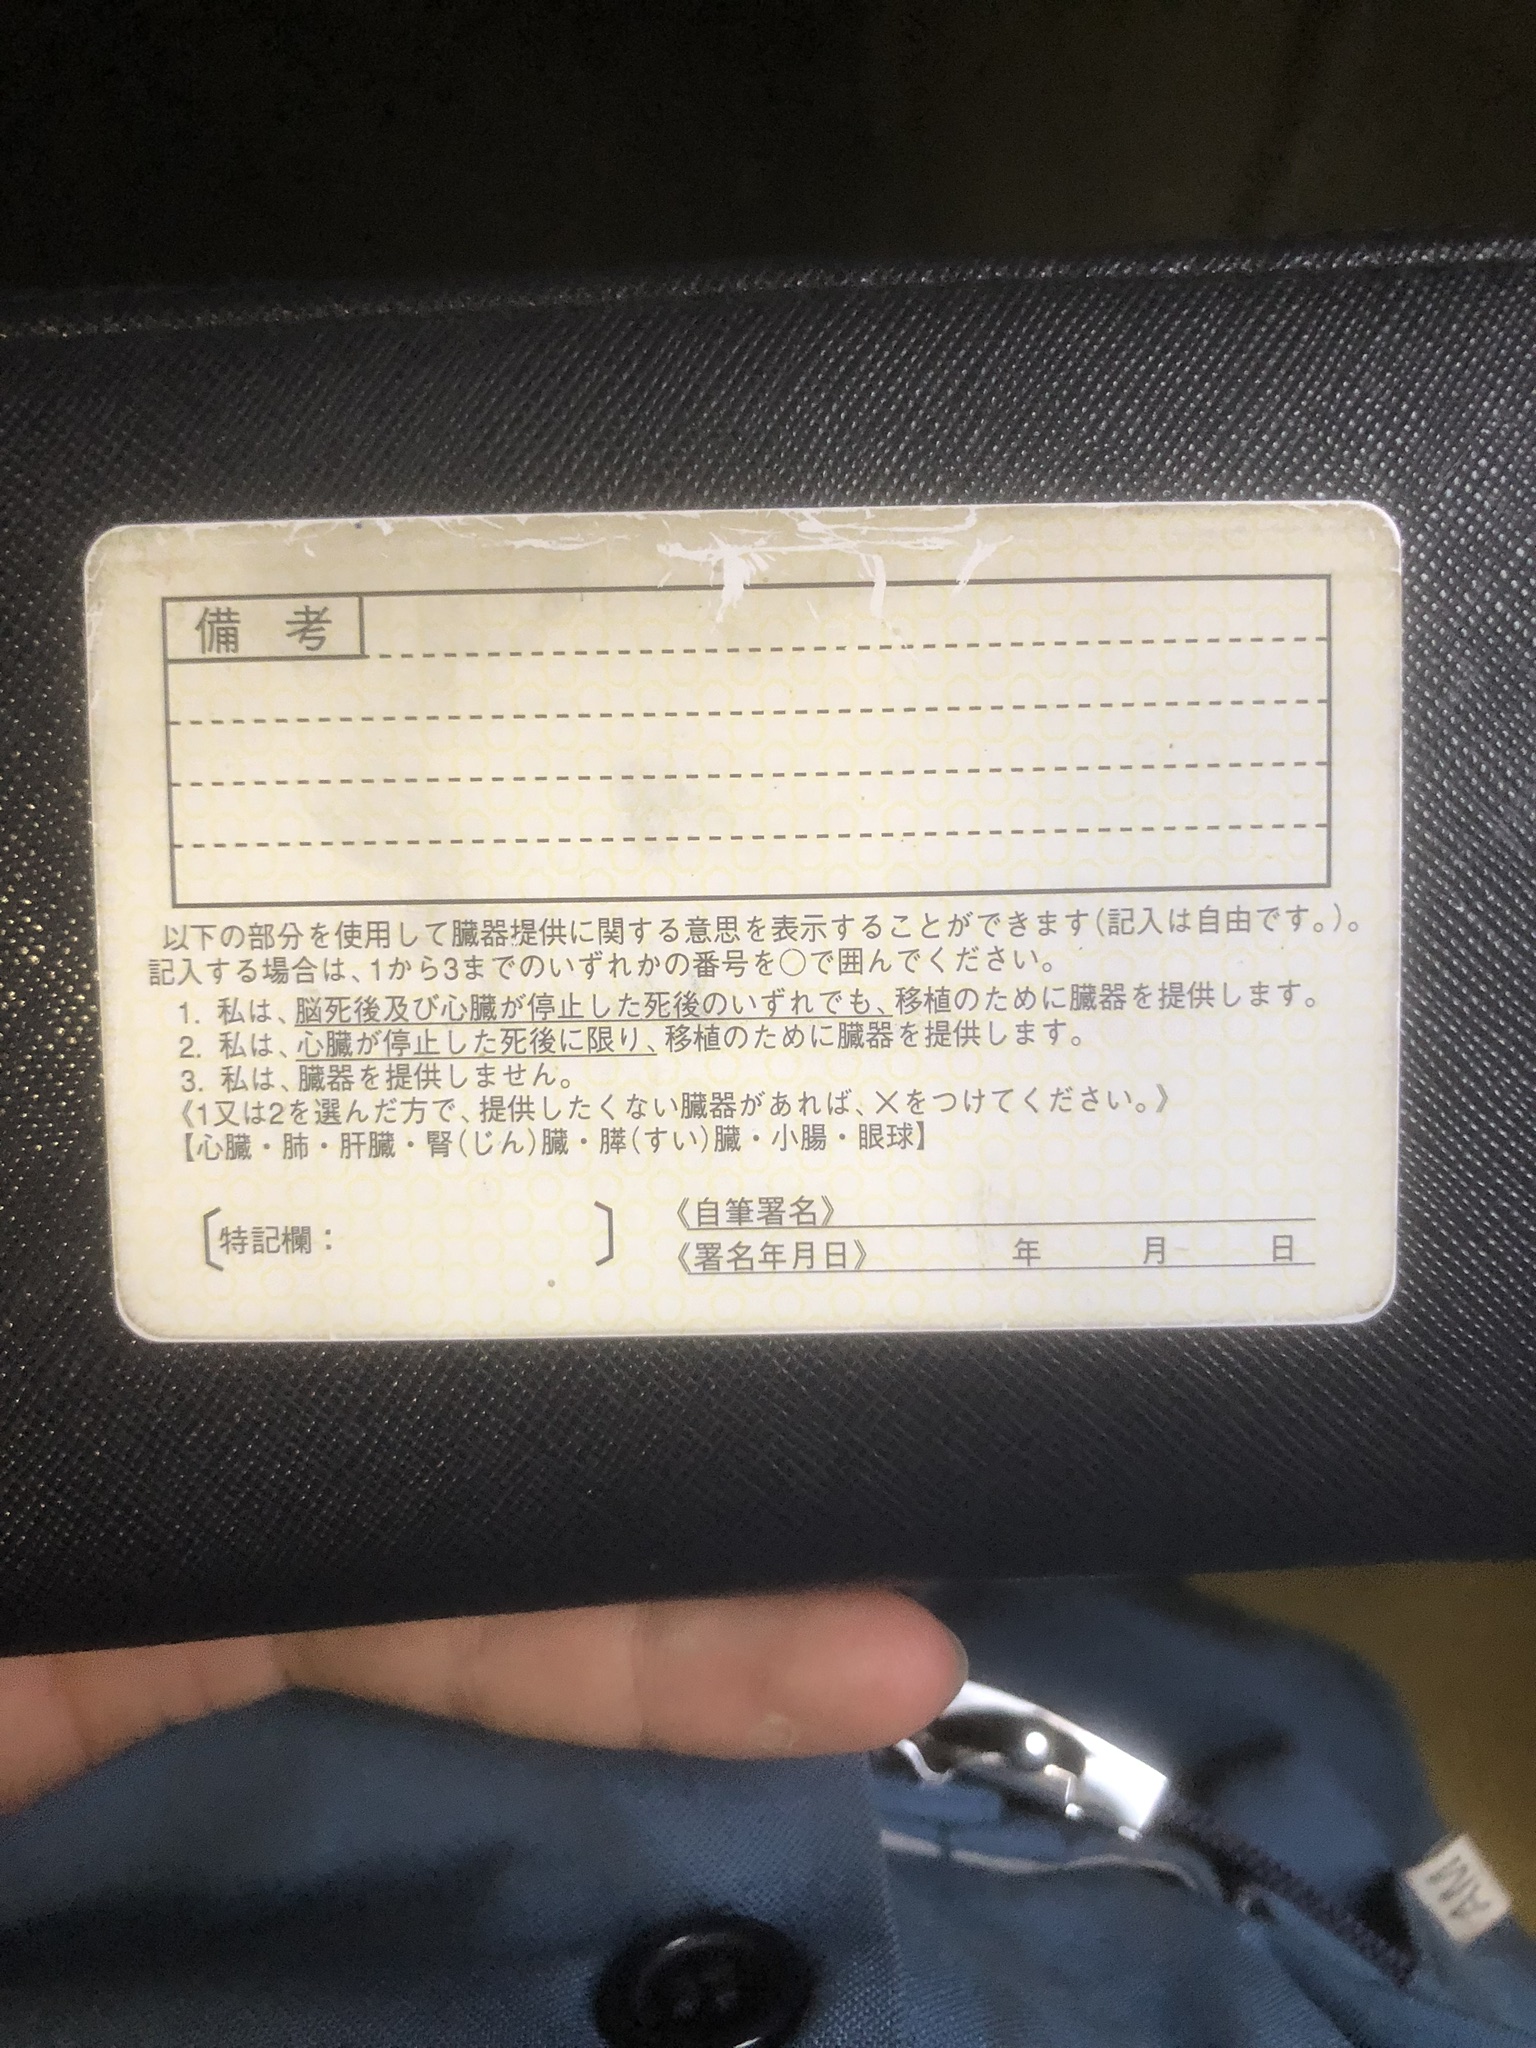 備 考
以下の部分を使用して臓器提供に関する意思を表示することができます(記入は自由です。)。
記入する場合は、1から3までのいずれかの番号を○で囲んでください。
1. 私は、脳死後及び心臓が停止した死後のいずれでも、移植のために臓器を提供します。
2. 私は、心臓が停止した死後に限り、移植のために臓器を提供します。
3. 私は、臓器を提供しません。
《1又は2を選んだ方で、提供したくない臓器があれば、×をつけてください。》
【心臓・肺・肝臓・腎(じん)臓・膵(すい)臓・小腸・眼球】
〔特記欄: 〕
《自筆署名》
《署名年月日》 年 月 日
AM